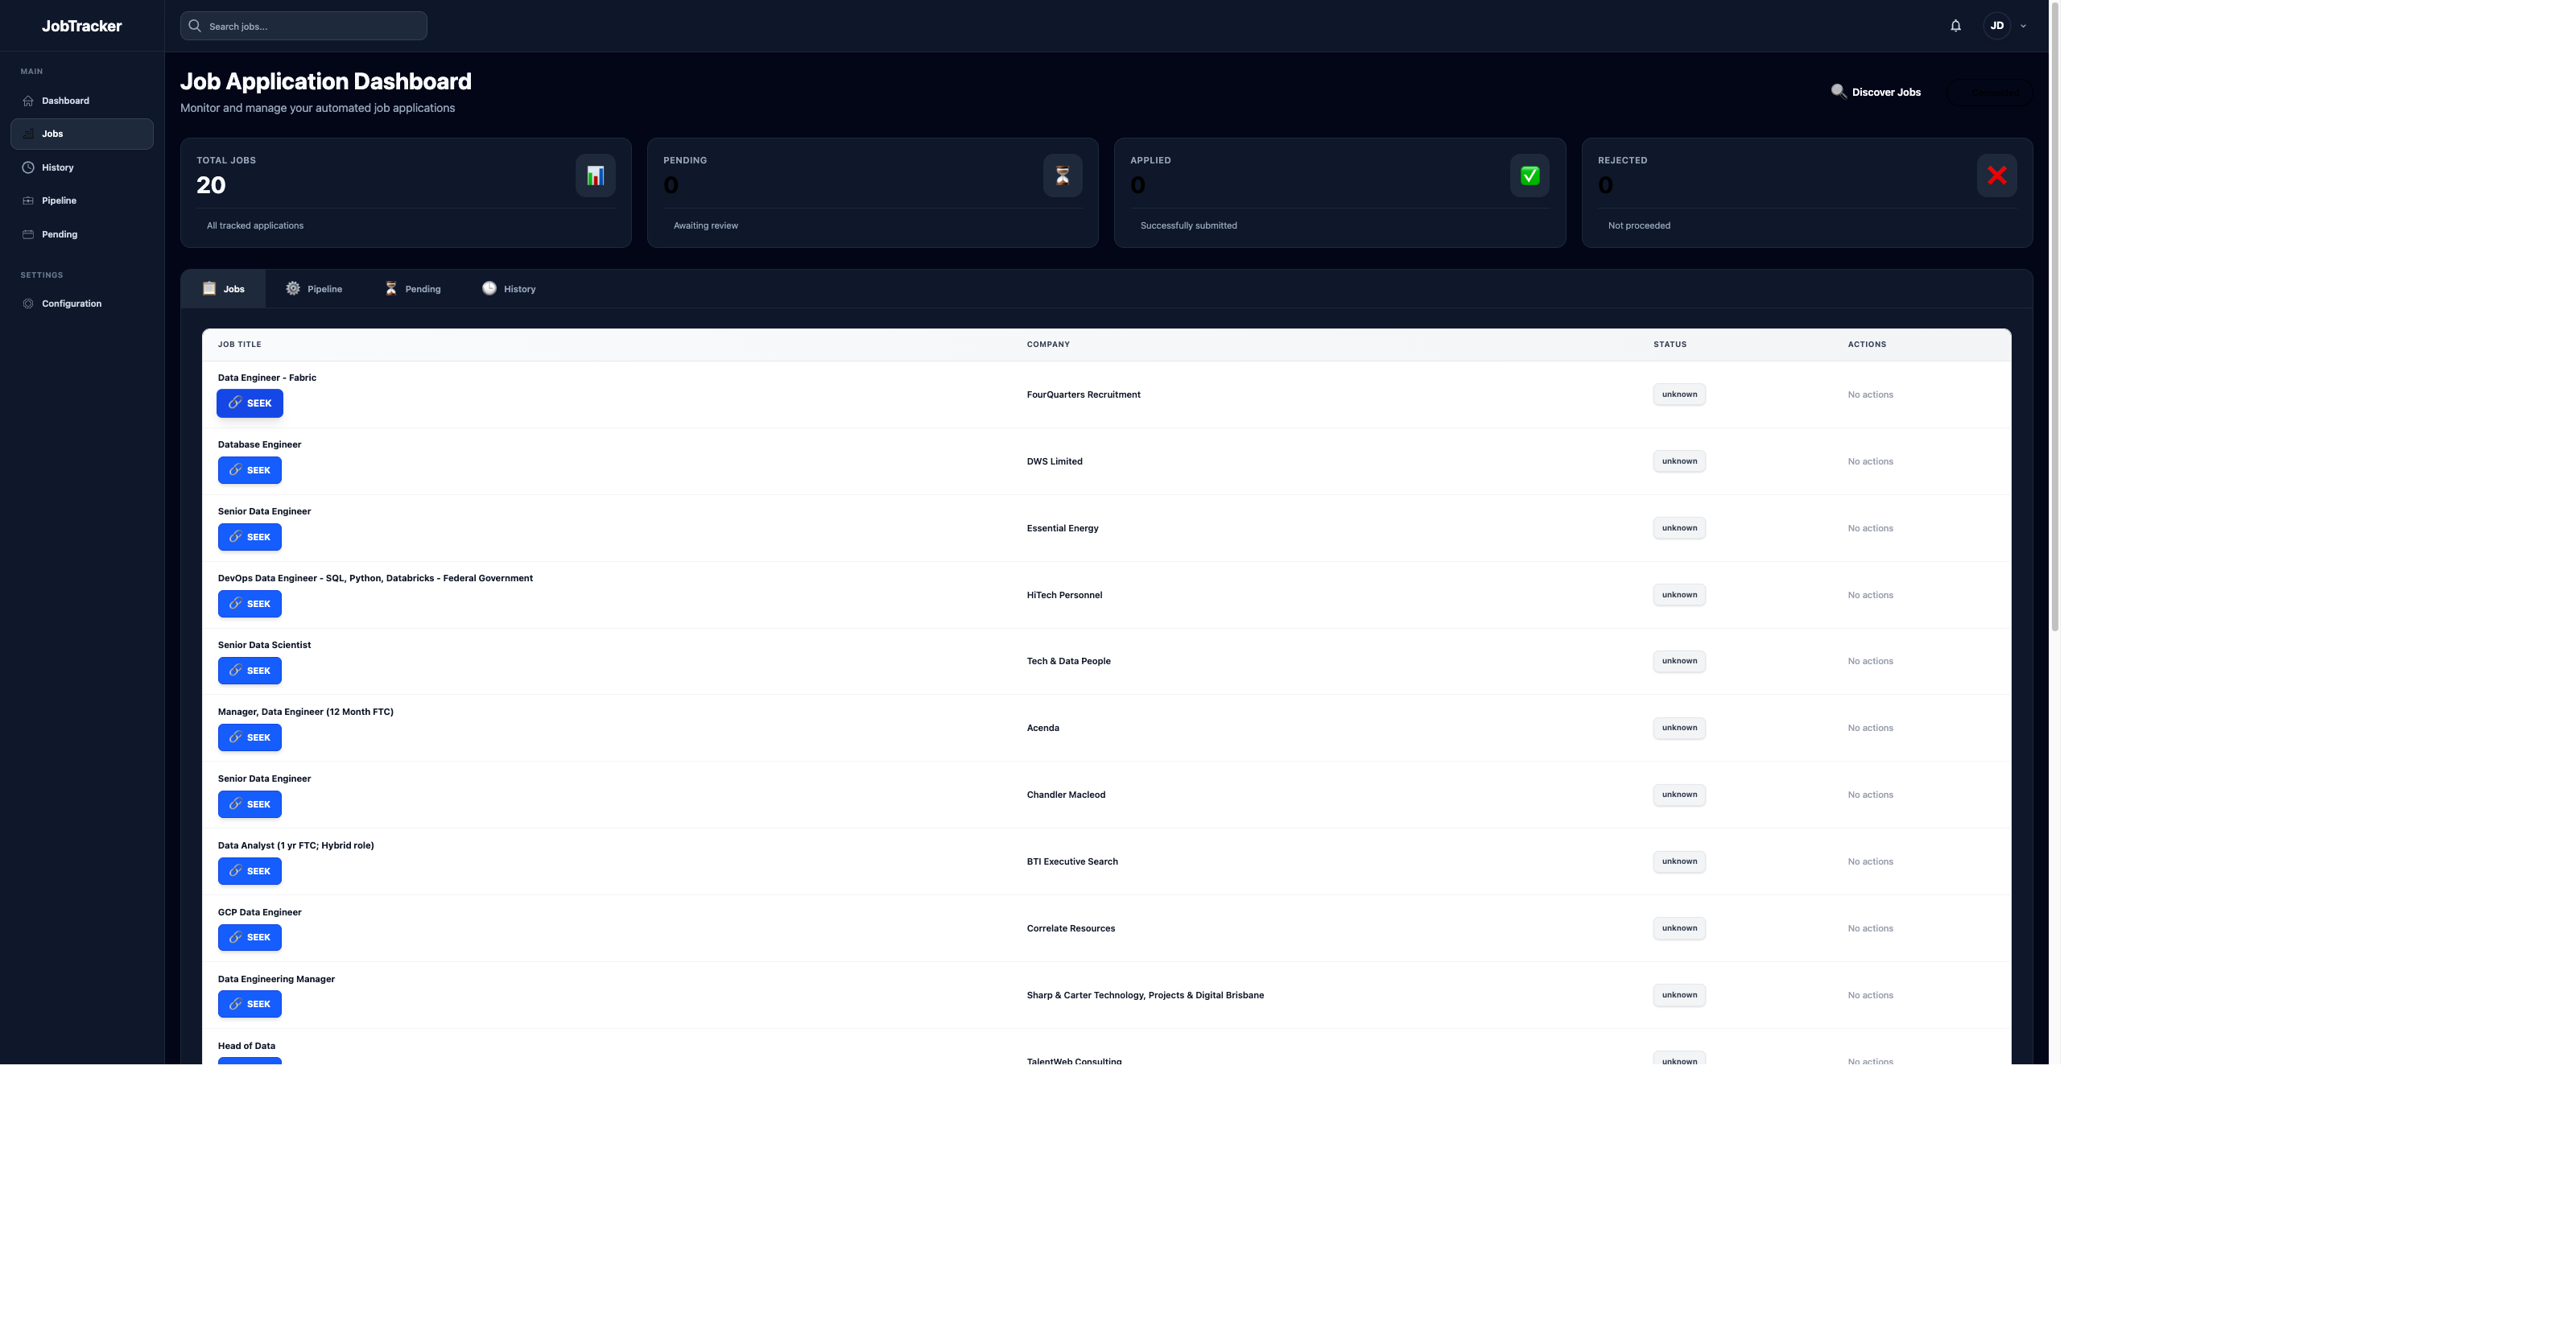 JobTracker
Search jobs...
JD
MAIN
Dashboard
Jobs
History
Pipeline
Pending
SETTINGS
Configuration
Job Application Dashboard
Monitor and manage your automated job applications
Discover Jobs
TOTAL JOBS
20
All tracked applications
PENDING
0
Awaiting review
APPLIED
0
Successfully submitted
REJECTED
0
Not proceeded
Jobs Pipeline Pending History
JOB TITLE COMPANY STATUS ACTIONS
Data Engineer - Fabric
SEEK
FourQuarters Recruitment unknown No actions
Database Engineer
SEEK
DWS Limited unknown No actions
Senior Data Engineer
SEEK
Essential Energy unknown No actions
DevOps Data Engineer - SQL, Python, Databricks - Federal Government
SEEK
HiTech Personnel unknown No actions
Senior Data Scientist
SEEK
Tech & Data People unknown No actions
Manager, Data Engineer (12 Month FTC)
SEEK
Acenda unknown No actions
Senior Data Engineer
SEEK
Chandler Macleod unknown No actions
Data Analyst (1 yr FTC; Hybrid role)
SEEK
BTI Executive Search unknown No actions
GCP Data Engineer
SEEK
Correlate Resources unknown No actions
Data Engineering Manager
SEEK
Sharp & Carter Technology, Projects & Digital Brisbane unknown No actions
Head of Data
TalentWeb Consulting unknown No actions